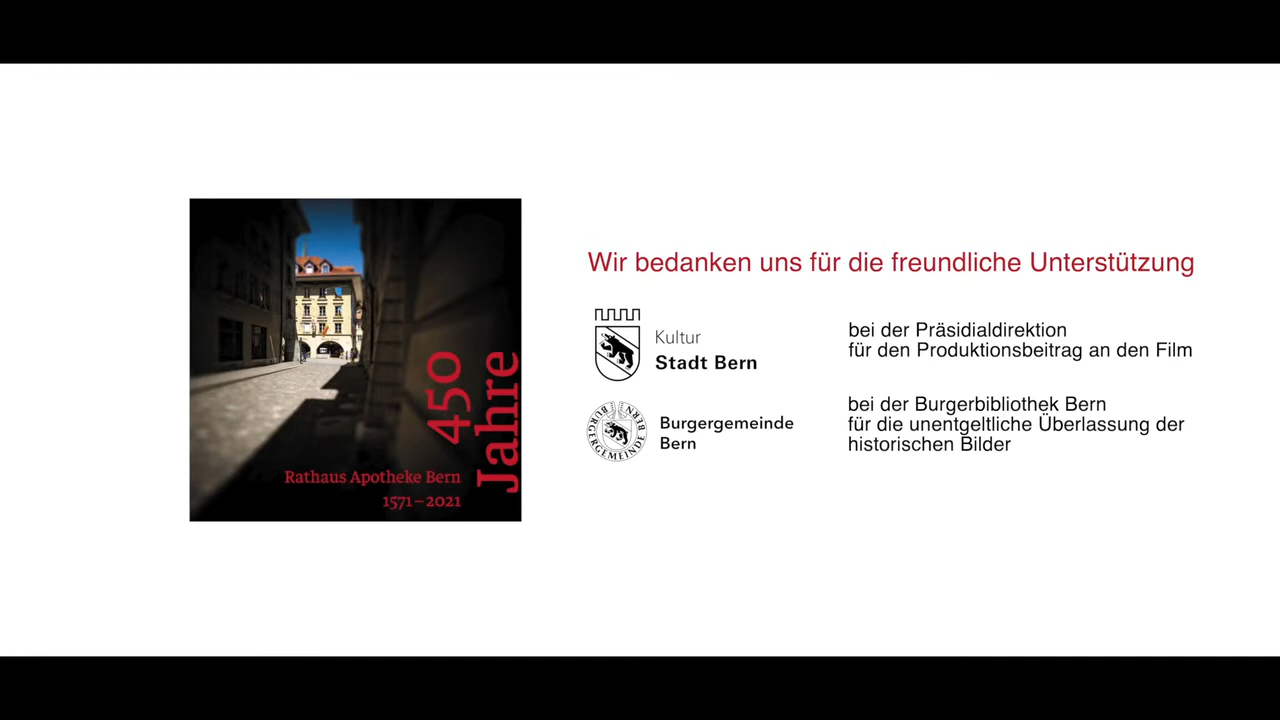 450
Jahre
Rathaus Apotheke Bern
1571–2021
Wir bedanken uns für die freundliche Unterstützung
Kultur
Stadt Bern
bei der Präsidialdirektion
für den Produktionsbeitrag an den Film
BURGERGEMEINDE BERN
Burgergemeinde
Bern
bei der Burgerbibliothek Bern
für die unentgeltliche Überlassung der
historischen Bilder